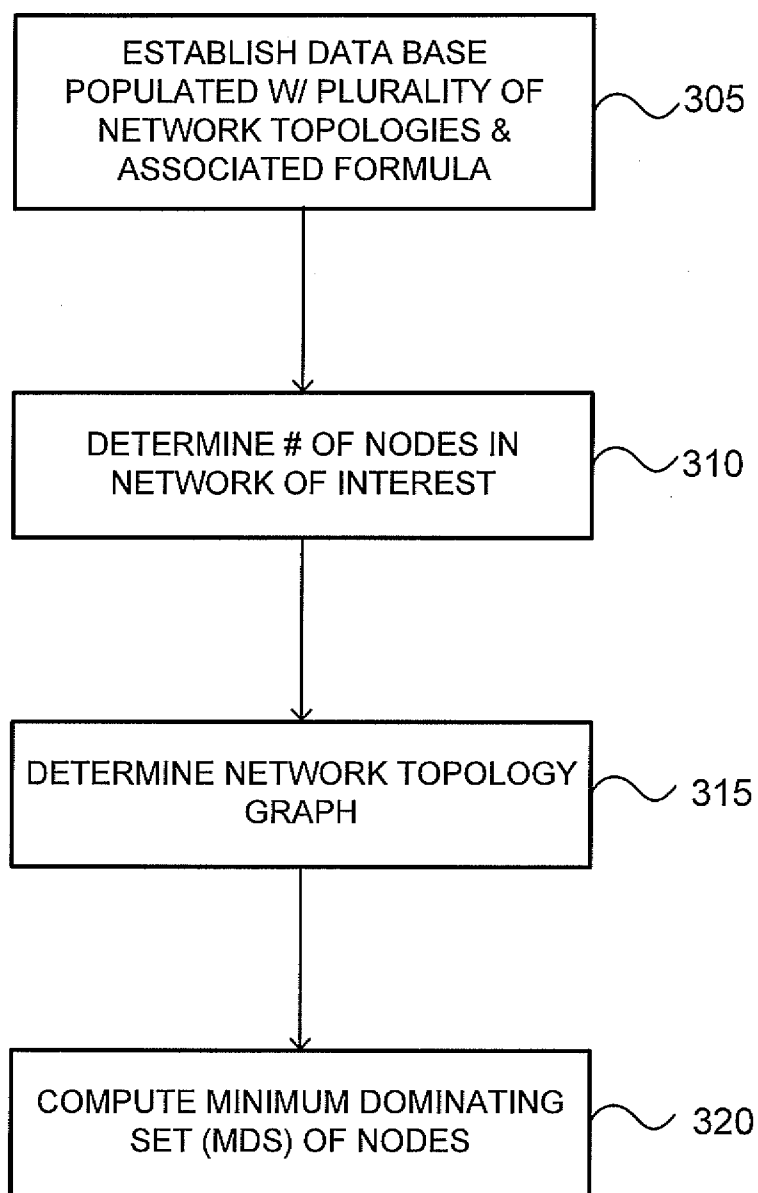 ESTABLISH DATA BASE
POPULATED W/ PLURALITY OF
NETWORK TOPOLOGIES &
ASSOCIATED FORMULA
305
DETERMINE # OF NODES IN
NETWORK OF INTEREST
310
DETERMINE NETWORK TOPOLOGY
GRAPH
315
COMPUTE MINIMUM DOMINATING
SET (MDS) OF NODES
320